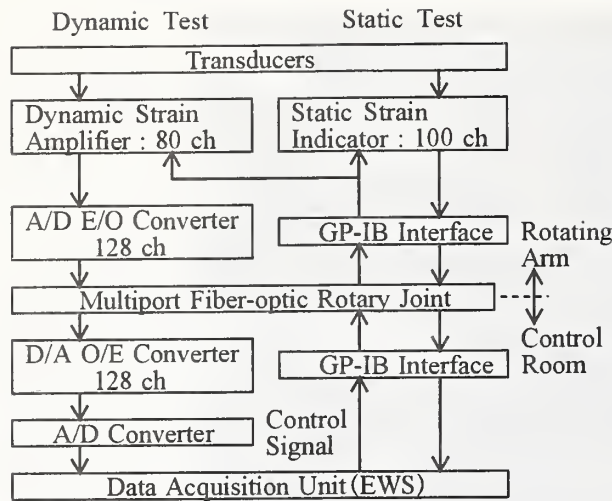 Dynamic Test
Static Test
Transducers
Dynamic Strain
Amplifier : 80 ch
Static Strain
Indicator : 100 ch
A/D E/O Converter
128 ch
GP-IB Interface
Rotating
Arm
Multiport Fiber-optic Rotary Joint
D/A O/E Converter
128 ch
GP-IB Interface
Control
Room
A/D Converter
Control
Signal
Data Acquisition Unit(EWS)